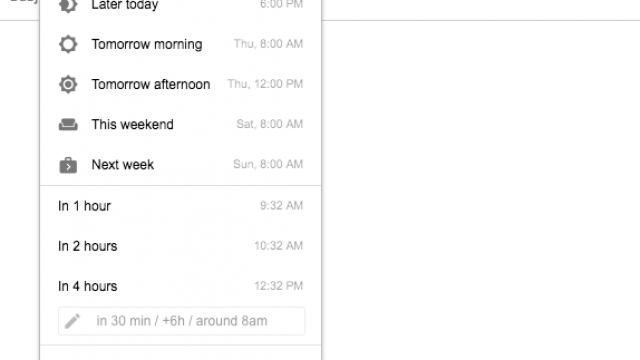 Later today 6:00 PM
Tomorrow morning Thu, 8:00 AM
Tomorrow afternoon Thu, 12:00 PM
This weekend Sat, 8:00 AM
Next week Sun, 8:00 AM
In 1 hour 9:32 AM
In 2 hours 10:32 AM
In 4 hours 12:32 PM
in 30 min / +6h / around 8am